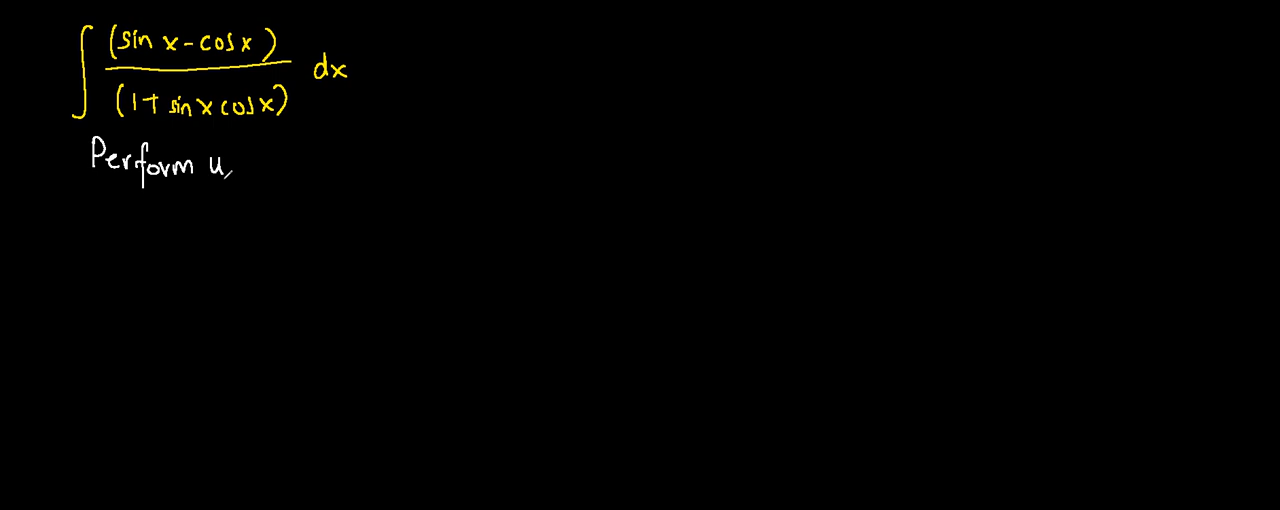 ∫ (sin x - cos x) / (1 + sin x cos x) dx
Perform u,